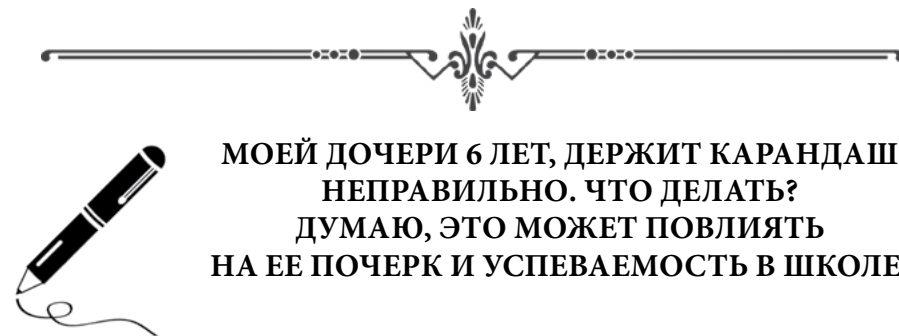 МОЕЙ ДОЧЕРИ 6 ЛЕТ, ДЕРЖИТ КАРАНДАШ
НЕПРАВИЛЬНО. ЧТО ДЕЛАТЬ?
ДУМАЮ, ЭТО МОЖЕТ ПОВЛИЯТЬ
НА ЕЕ ПОЧЕРК И УСПЕВАЕМОСТЬ В ШКОЛЕ